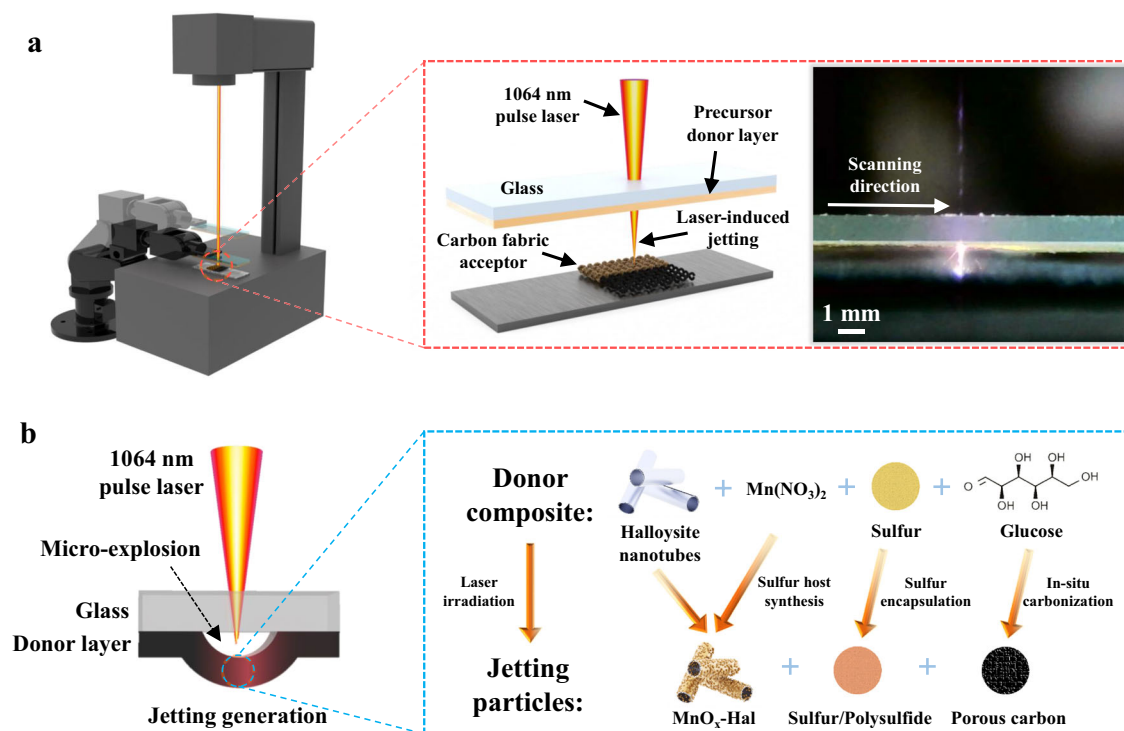 a
1064 nm
pulse laser
Precursor
donor layer
Glass
Laser-induced
jetting
Carbon fabric
acceptor
Scanning
direction
1 mm
b
1064 nm
pulse laser
Micro-explosion
Glass
Donor layer
Jetting generation
Donor
composite:
Halloysite
nanotubes
+
Mn(NO₃)₂
+
Sulfur
+
O
OH
OH
OH
OH
OH
Glucose
Laser
irradiation
Sulfur host
synthesis
Sulfur
encapsulation
In-situ
carbonization
Jetting
particles:
MnOₓ-Hal
+
Sulfur/Polysulfide
+
Porous carbon